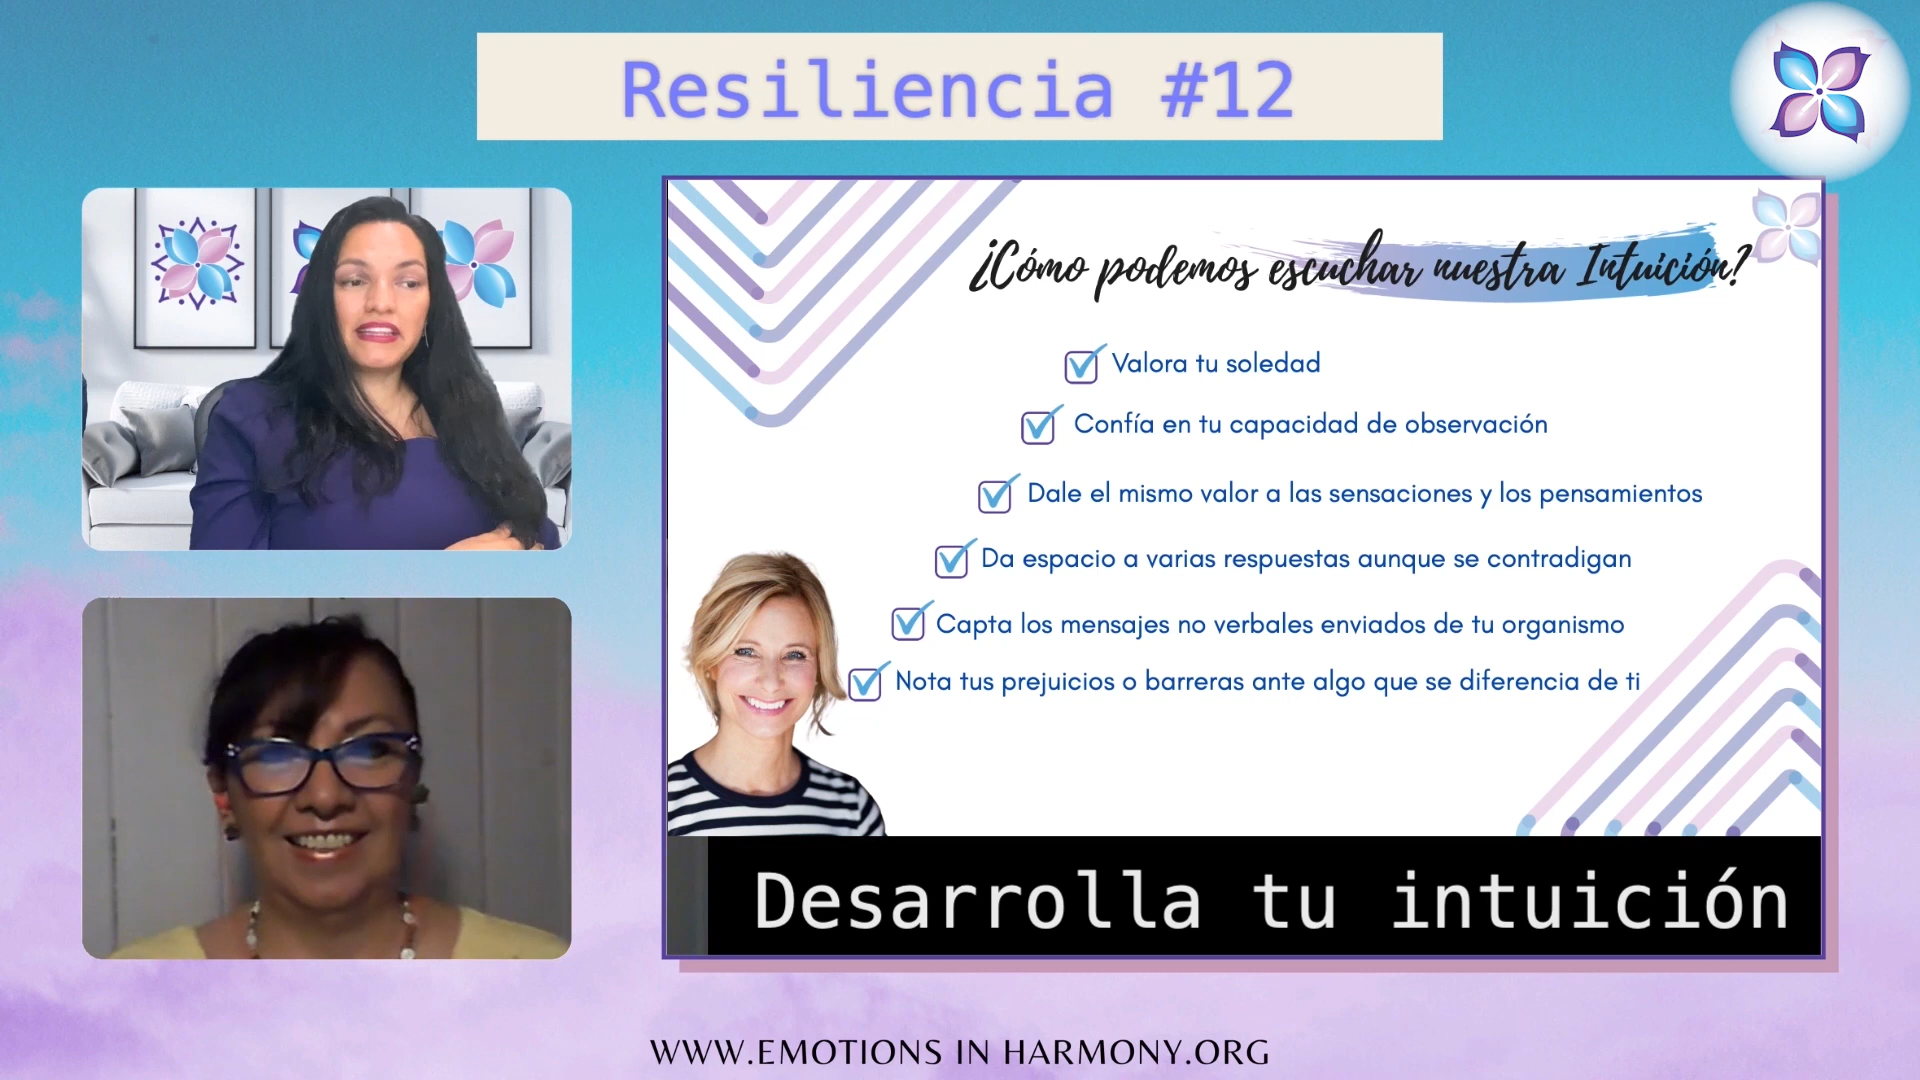 Resiliencia #12
¿Cómo podemos escuchar nuestra Intuición?
Valora tu soledad
Confía en tu capacidad de observación
Dale el mismo valor a las sensaciones y los pensamientos
Da espacio a varias respuestas aunque se contradigan
Capta los mensajes no verbales enviados de tu organismo
Nota tus prejuicios o barreras ante algo que se diferencia de ti
Desarrolla tu intuición
WWW.EMOTIONS IN HARMONY.ORG